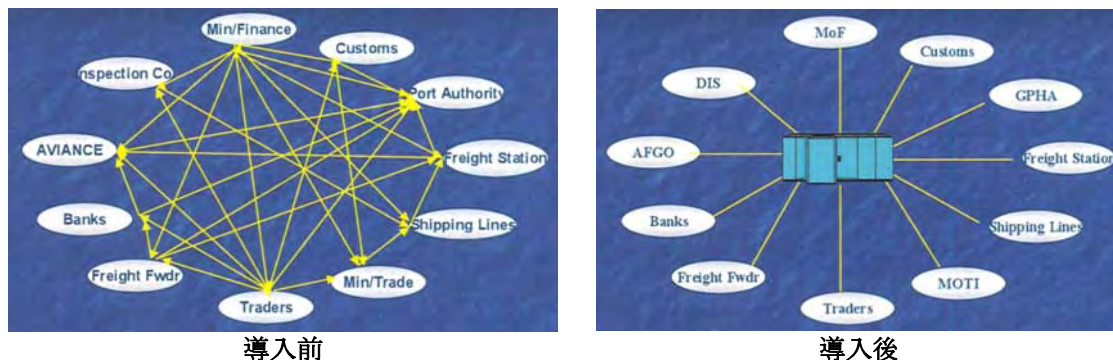 Min/Finance
Customs
nspection Co
Port Authority
AVIANCE
Freight Station
Banks
Shipping Lines
Freight Fwdr
Min/Trade
Traders
導入前
MoF
Customs
DIS
GPHA
AFGO
Freight Station
Banks
Shipping Lines
Freight Fwdr
MOTI
Traders
導入後